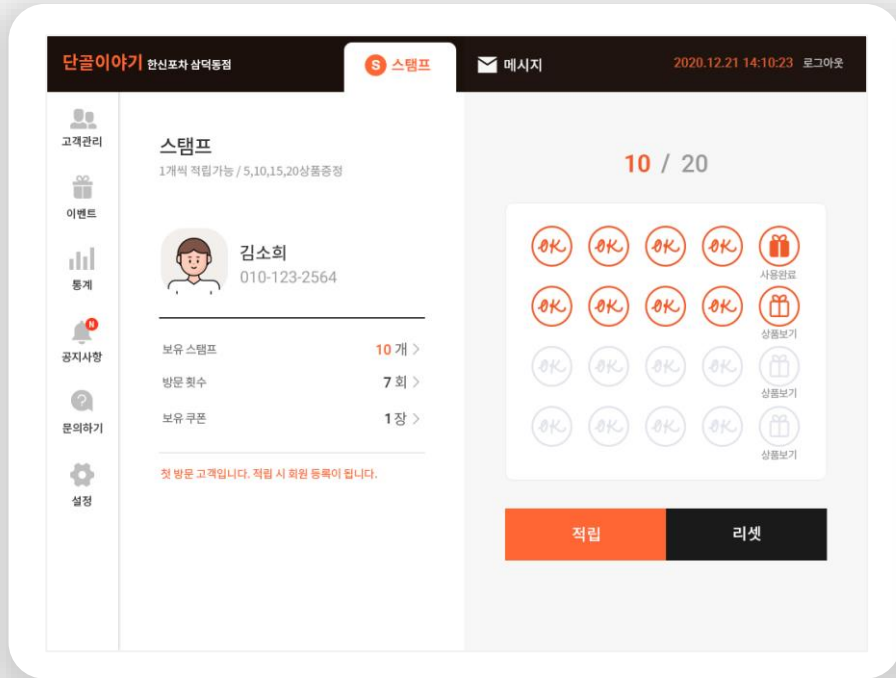 단골이야기 한신포차 삼덕동점
S 스탬프
메시지
2020.12.21 14:10:23 로그아웃
고객관리
이벤트
통계
N
공지사항
?
문의하기
설정
스탬프
1개씩 적립가능 / 5,10,15,20상품증정
김소희
010-123-2564
보유 스탬프 10 개 >
방문 횟수 7 회 >
보유 쿠폰 1 장 >
첫 방문 고객입니다. 적립 시 회원 등록이 됩니다.
10 / 20
OK OK OK OK
사용완료
OK OK OK OK
상품보기
OK OK OK OK
상품보기
OK OK OK OK
상품보기
적립
리셋